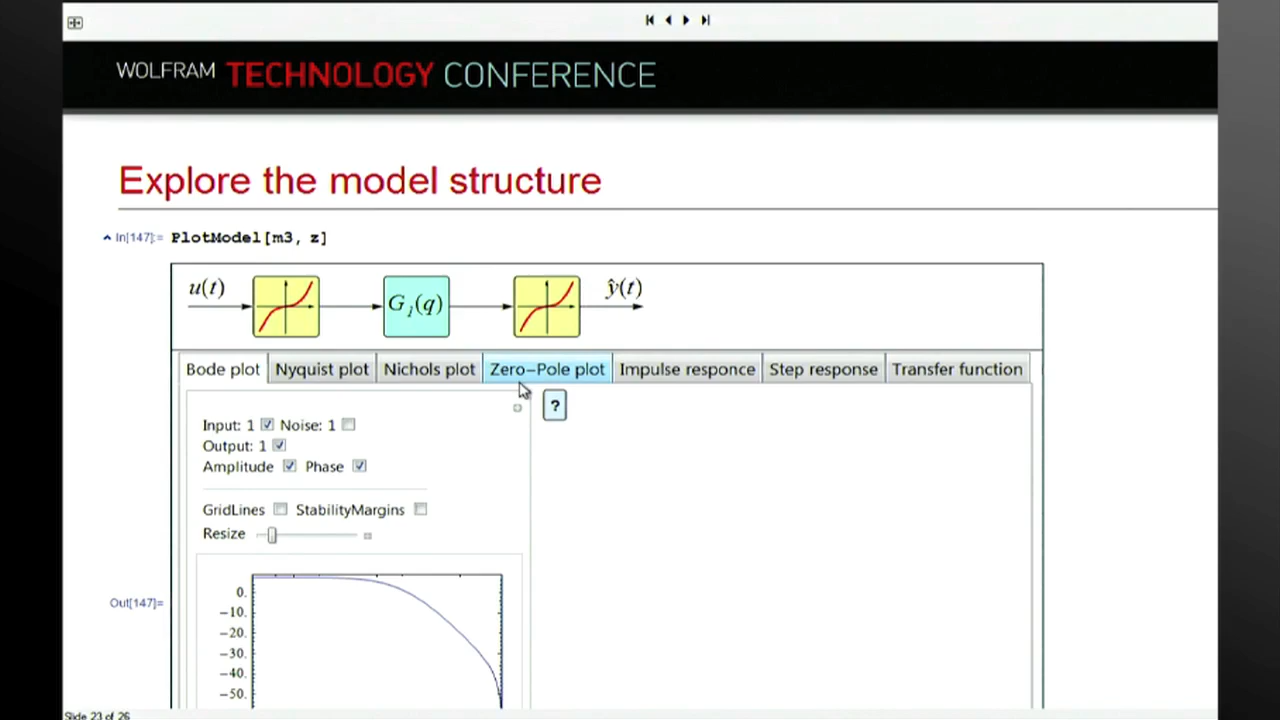 WOLFRAM TECHNOLOGY CONFERENCE
Explore the model structure
In[147]:= PlotModel[m3, z]
u(t) G1(q) ŷ(t)
Bode plot Nyquist plot Nichols plot Zero-Pole plot Impulse responce Step responce Transfer function
?
Input: 1 Noise: 1
Output: 1
Amplitude Phase
GridLines StabilityMargins
Resize
0.
Out[147]=
-10.
-20.
-30.
-40.
-50.
Slide 23 of 26